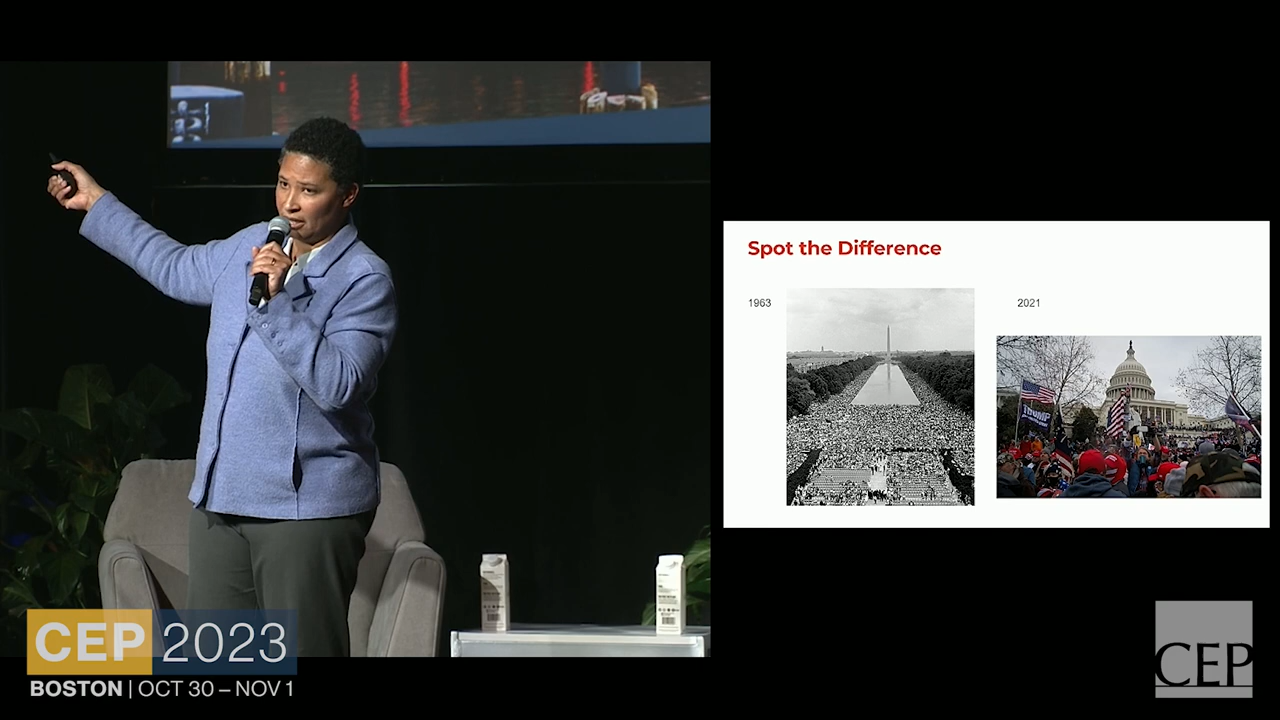 Spot the Difference
1963
2021
TRUMP
CEP 2023
BOSTON | OCT 30 – NOV 1
CEP